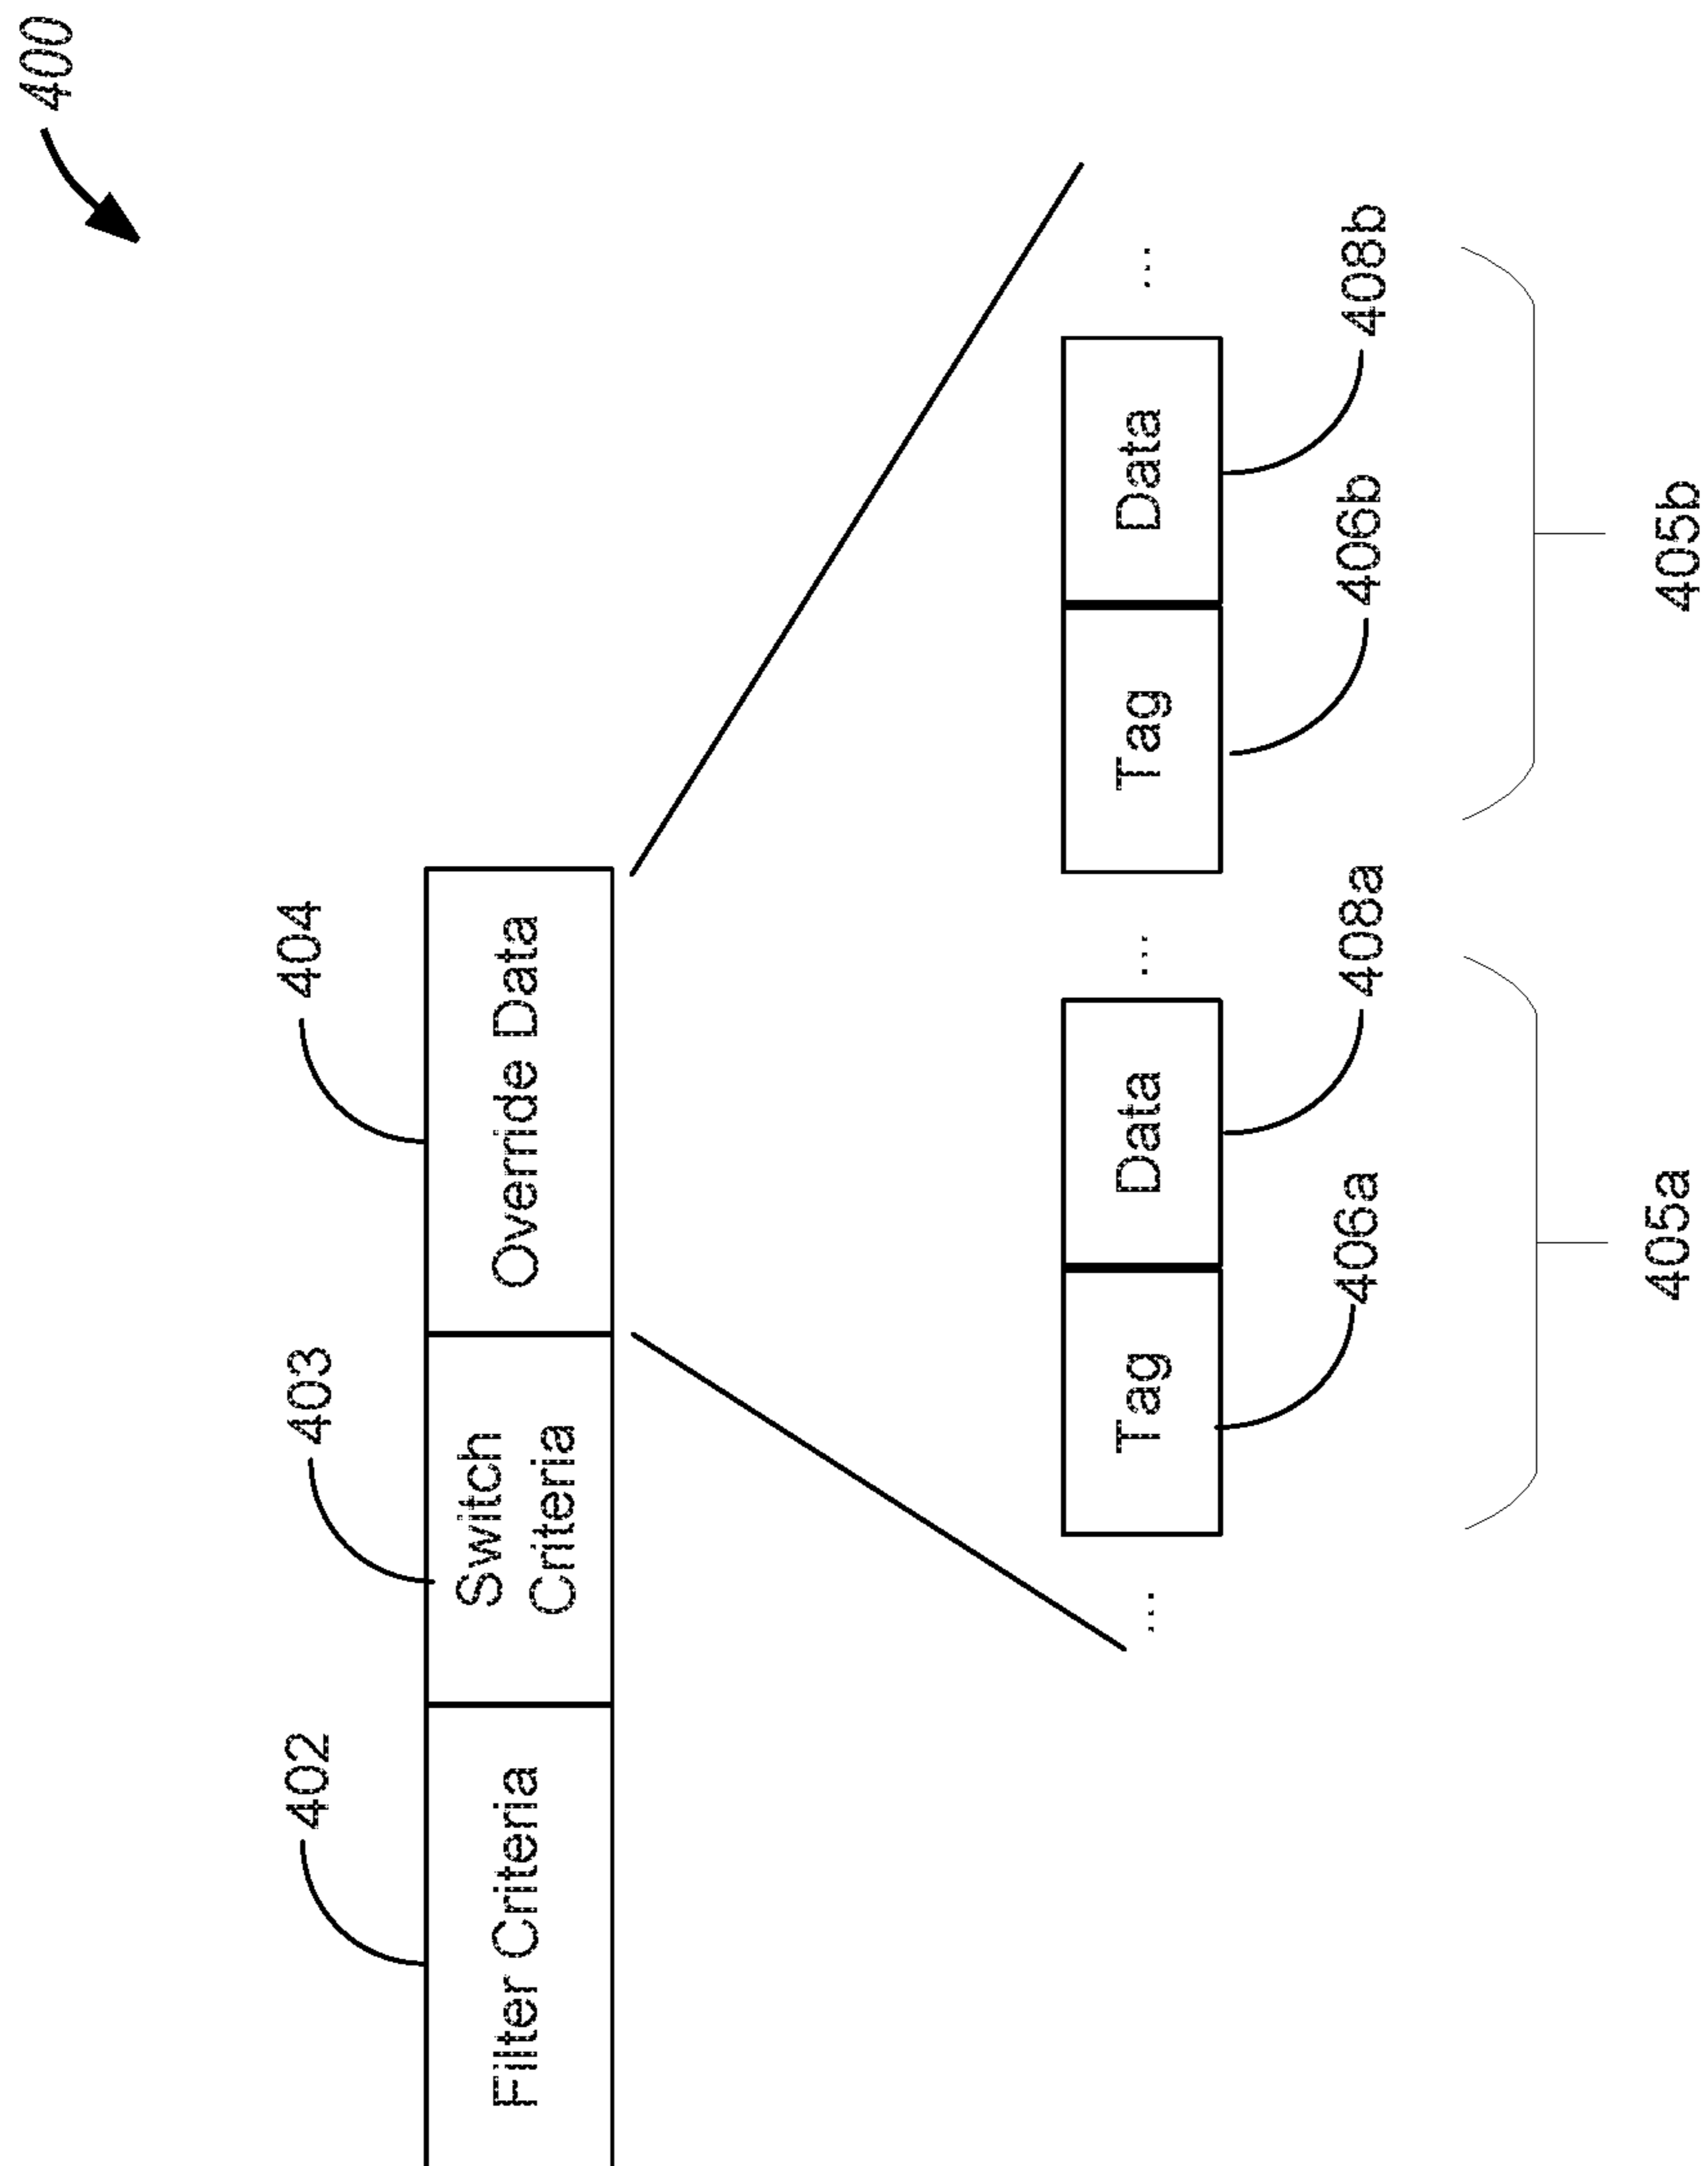 400
402
403
404
Filter Criteria
Switch
Criteria
Override Data
...
Tag
Data
...
Tag
Data
...
406a
408a
406b
408b
405a
405b